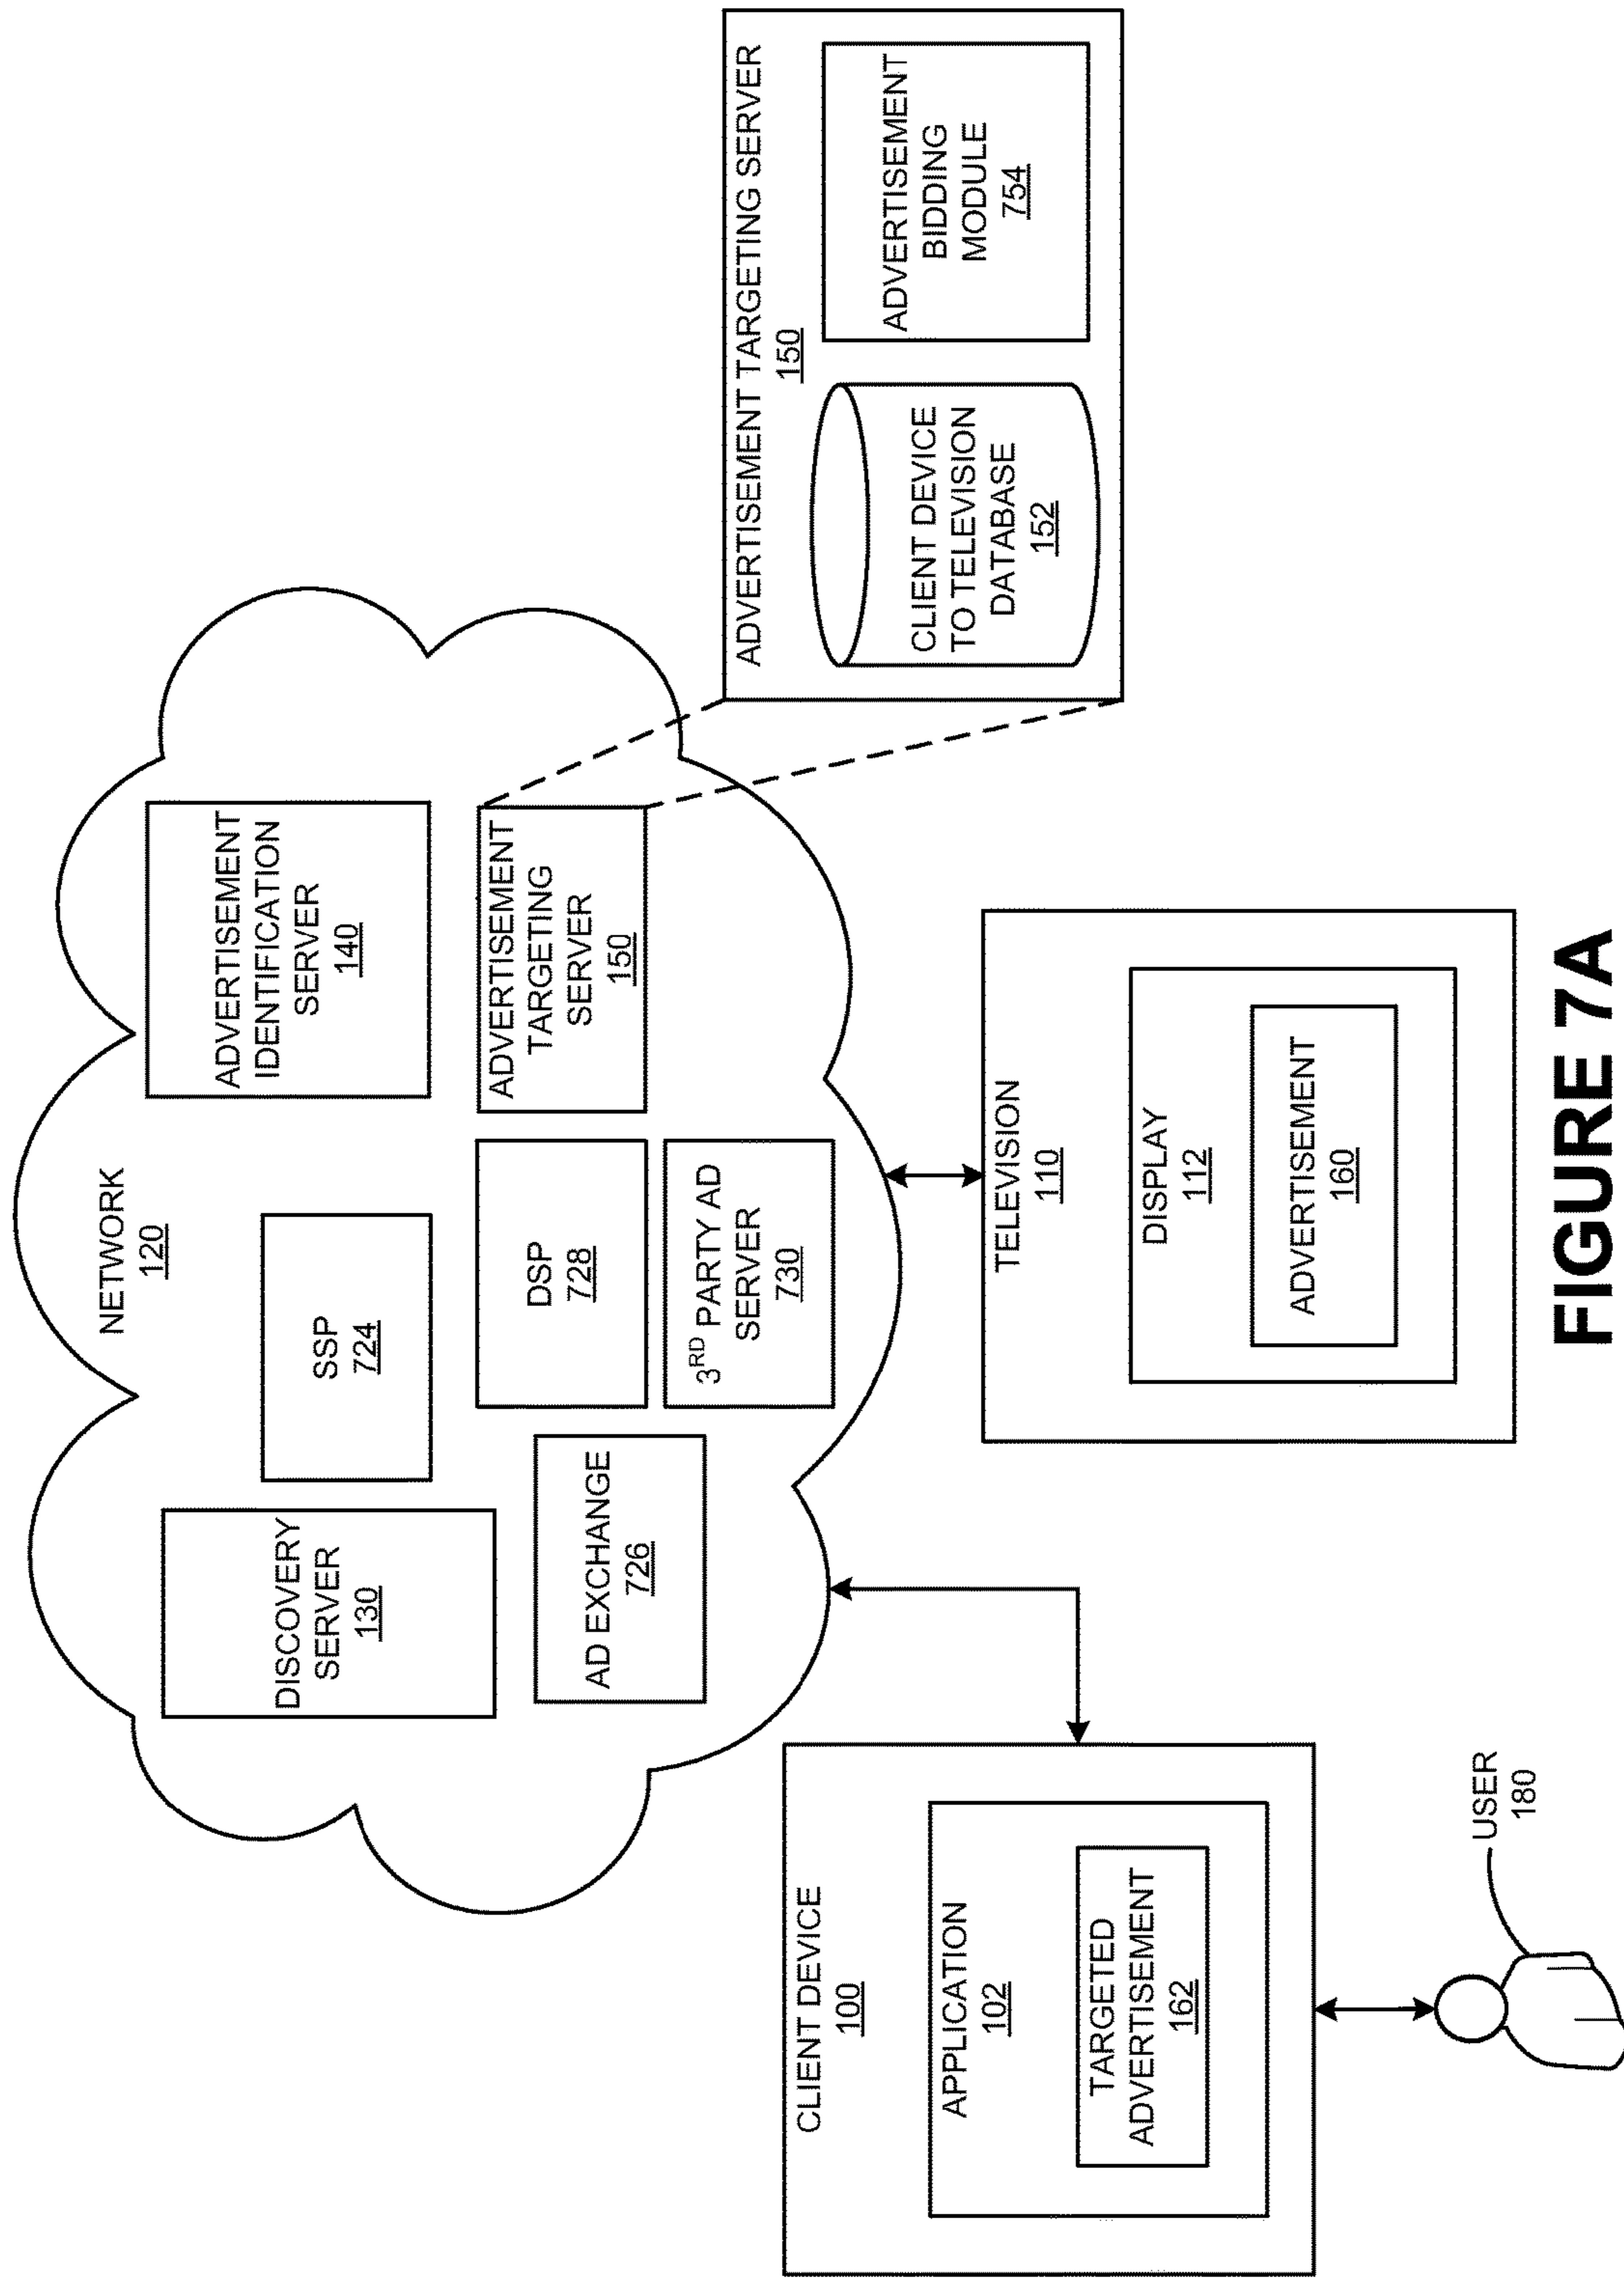 NETWORK
120
DISCOVERY
SERVER
130
SSP
724
ADVERTISEMENT
IDENTIFICATION
SERVER
140
AD EXCHANGE
726
DSP
728
3RD PARTY AD
SERVER
730
ADVERTISEMENT
TARGETING
SERVER
150
ADVERTISEMENT TARGETING SERVER
150
CLIENT DEVICE
TO TELEVISION
DATABASE
152
ADVERTISEMENT
BIDDING
MODULE
754
CLIENT DEVICE
100
APPLICATION
102
TARGETED
ADVERTISEMENT
162
TELEVISION
110
DISPLAY
112
ADVERTISEMENT
160
USER
180
FIGURE 7A